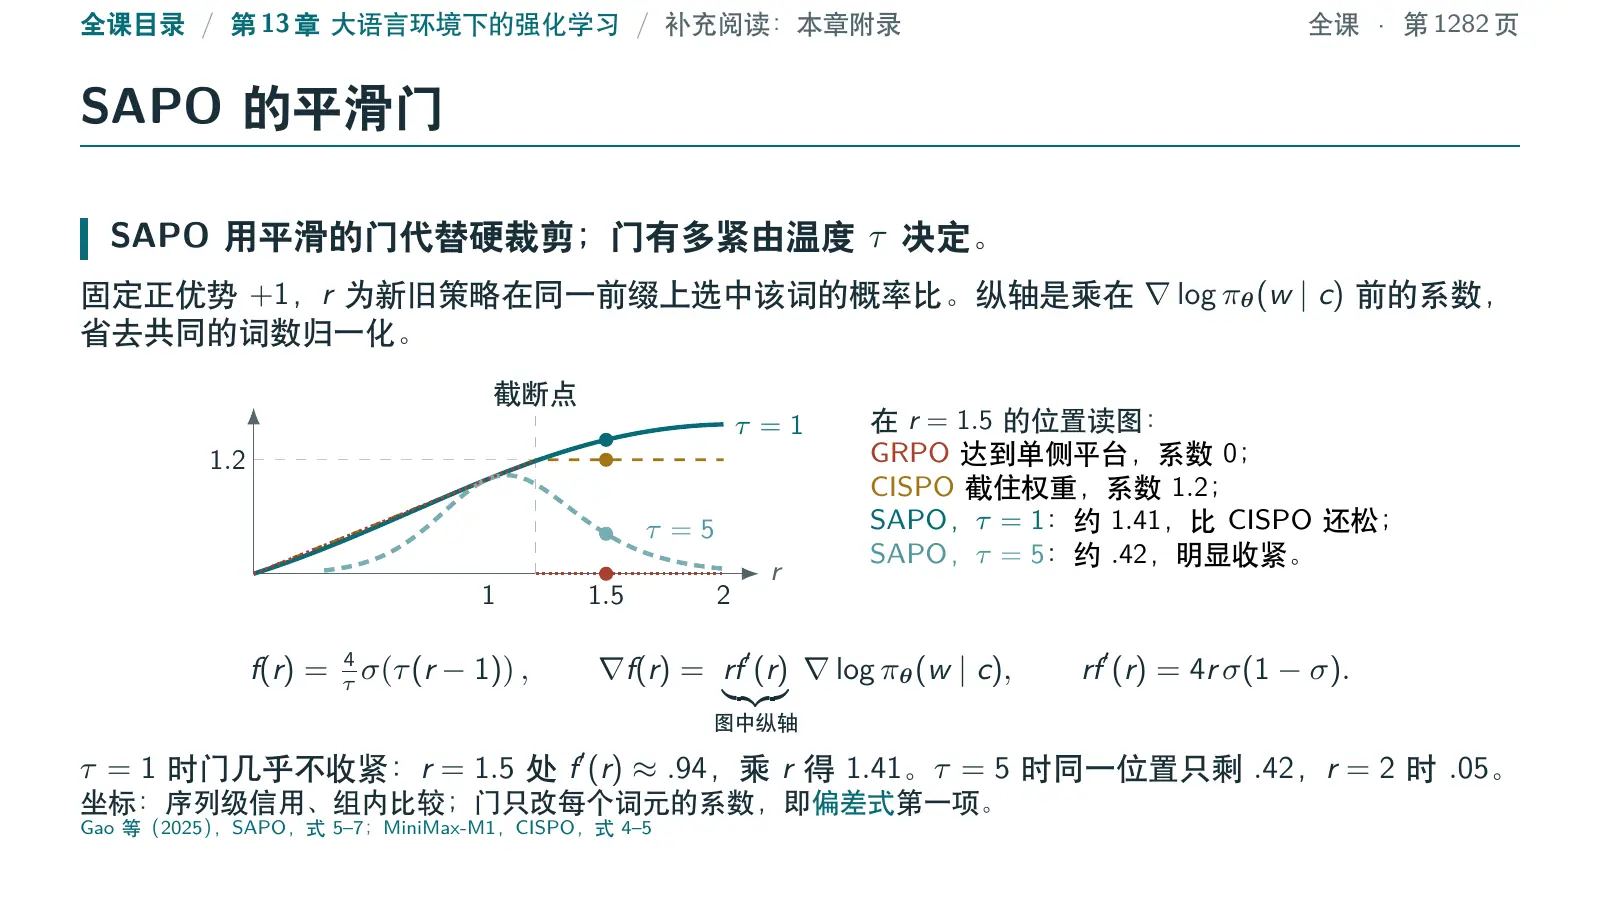 全课目录 / 第 13 章 大语言环境下的强化学习 / 补充阅读：本章附录
全课 · 第 1282 页
SAPO 的平滑门
SAPO 用平滑的门代替硬裁剪；门有多紧由温度 τ 决定。
固定正优势 +1，r 为新旧策略在同一前缀上选中该词的概率比。纵轴是乘在 ∇ log π_θ(w | c) 前的系数，
省去共同的词数归一化。
截断点
τ = 1
1.2
τ = 5
r
1 1.5 2
在 r = 1.5 的位置读图：
GRPO 达到单侧平台，系数 0；
CISPO 截住权重，系数 1.2；
SAPO，τ = 1：约 1.41，比 CISPO 还松；
SAPO，τ = 5：约 .42，明显收紧。
f(r) = 4/τ σ(τ(r − 1)), ∇f(r) = rf′(r) ∇ log π_θ(w | c), rf′(r) = 4rσ(1 − σ).
图中纵轴
τ = 1 时门几乎不收紧：r = 1.5 处 f′(r) ≈ .94，乘 r 得 1.41。τ = 5 时同一位置只剩 .42，r = 2 时 .05。
坐标：序列级信用、组内比较；门只改每个词元的系数，即偏差式第一项。
Gao 等（2025），SAPO，式 5–7；MiniMax-M1，CISPO，式 4–5